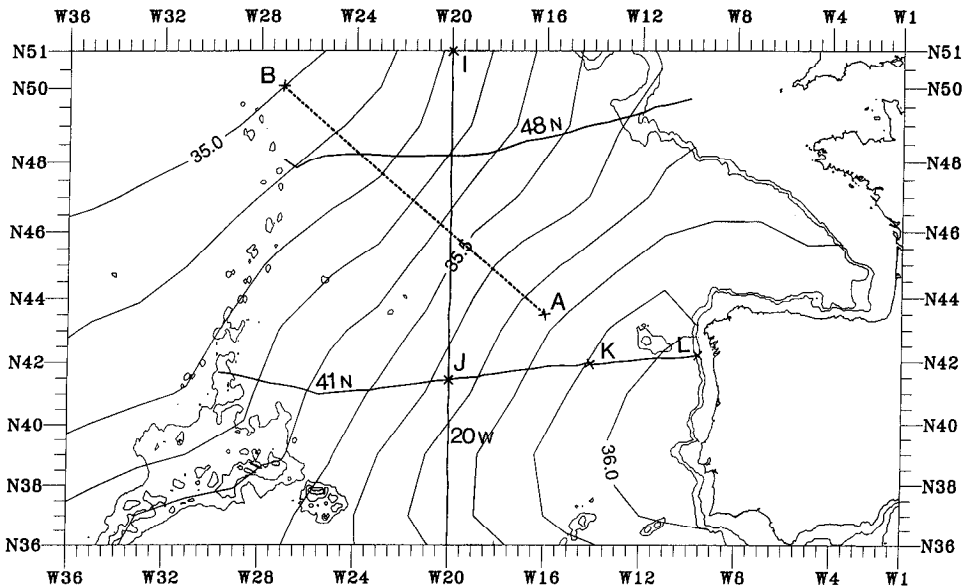 W36 W32 W28 W24 W20 W16 W12 W8 W4 W1
N51 I N51
B
N50 N50
48N
35.0
N48 N48
N46 N46
35.5
N44 A N44
K L
N42 J N42
41N
N40 20W N40
36.0
N38 N38
N36 N36
W36 W32 W28 W24 W20 W16 W12 W8 W4 W1